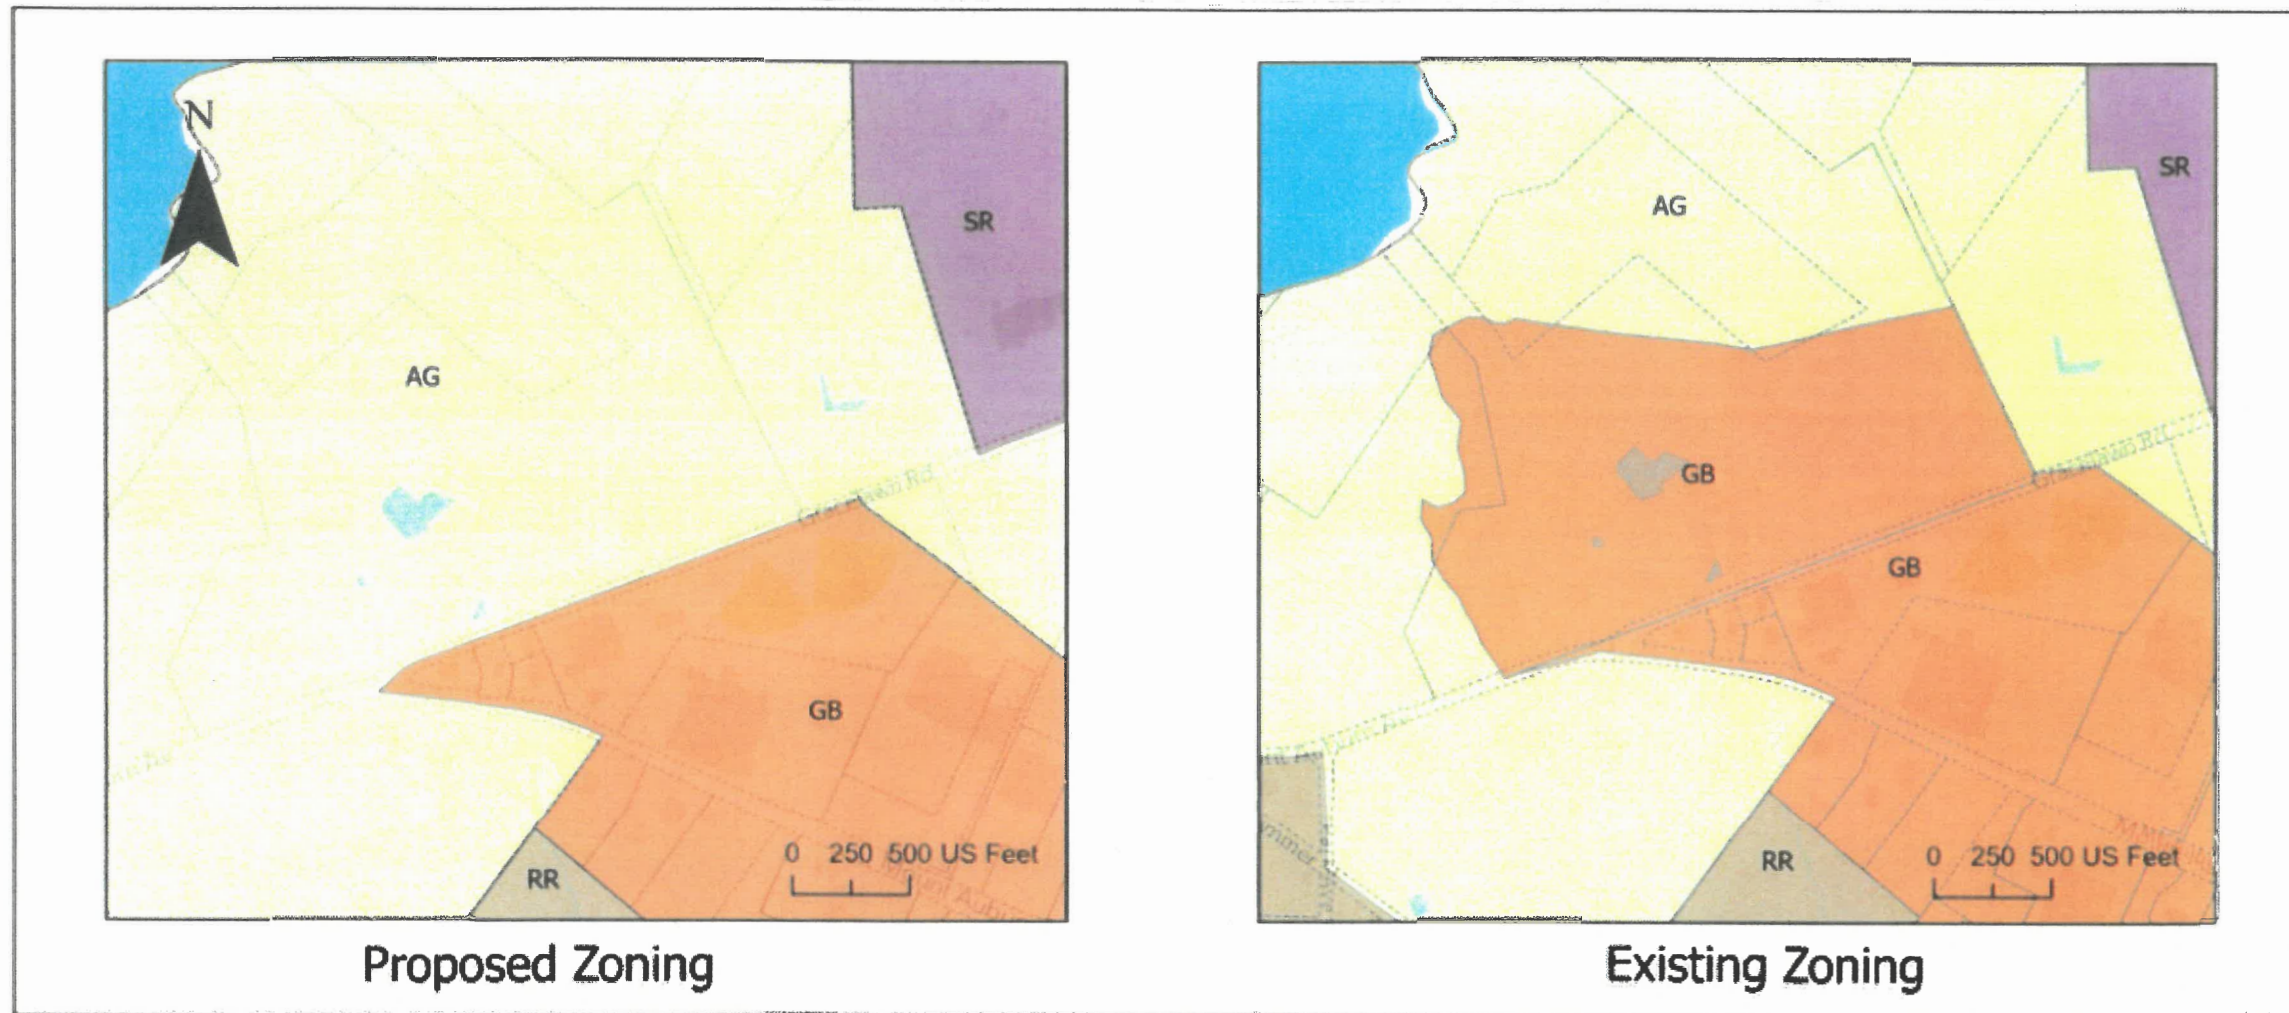 N
SR
AG
GB
0 250 500 US Feet
RR
Proposed Zoning
SR
AG
GB
GB
0 250 500 US Feet
RR
Existing Zoning